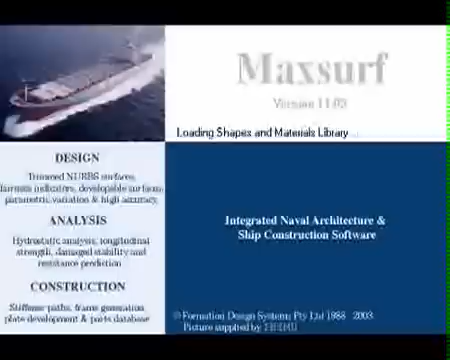 Maxsurf
Version 11.03
Loading Shapes and Materials Library...
DESIGN
Trimmed NURBS surfaces,
fairness indicators, developable surfaces,
parametric variation & high accuracy
ANALYSIS
Hydrostatic analysis, longitudinal
strength, damaged stability and
resistance prediction
CONSTRUCTION
Stiffener paths, frame generation,
plate development & parts database
Integrated Naval Architecture &
Ship Construction Software
© Formation Design Systems Pty Ltd 1988 2003
Picture supplied by